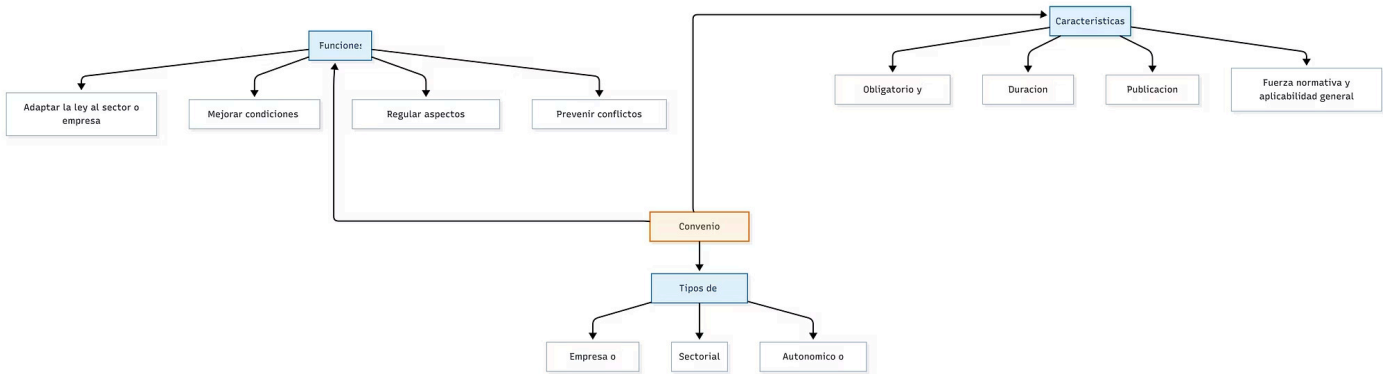 Caracteristicas
Funciones
Adaptar la ley al sector o
empresa
Mejorar condiciones
Regular aspectos
Prevenir conflictos
Obligatorio y
Duracion
Publicacion
Fuerza normativa y
aplicabilidad general
Convenio
Tipos de
Empresa o
Sectorial
Autonomico o